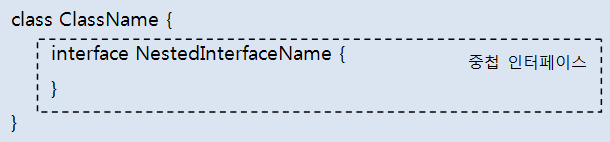 class ClassName {
interface NestedInterfaceName {
중첩 인터페이스
}
}